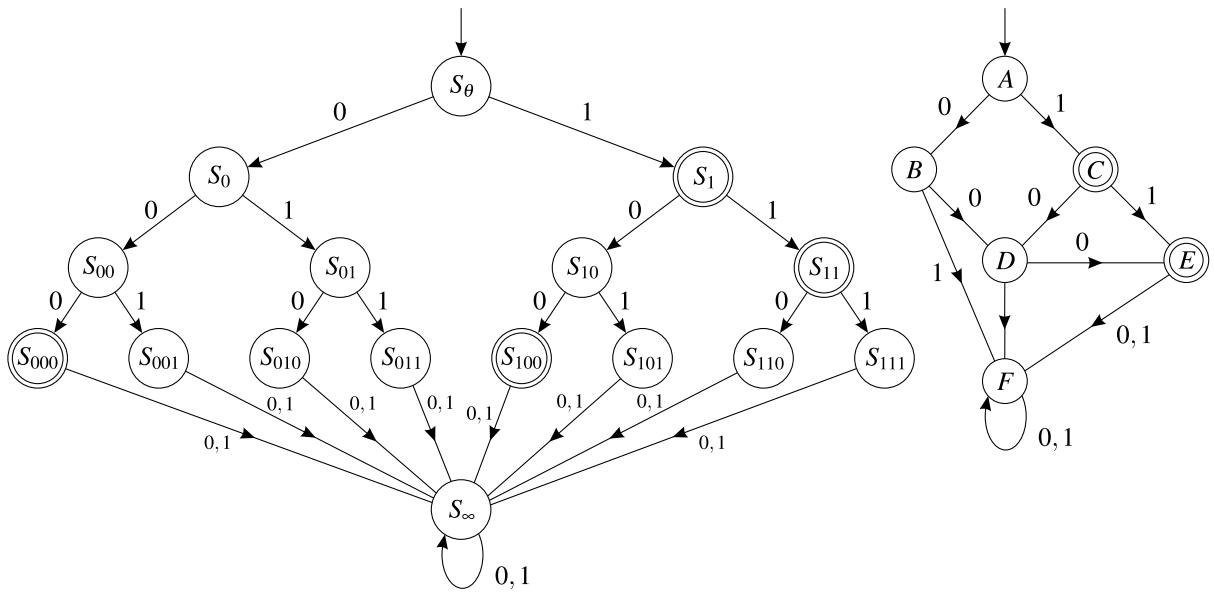 S_θ
A
0 1
0 1
S_0 S_1
B C
0 1 0 1
0 0 1
S_00 S_01 S_10 S_11
D 0 E
0 1 0 1 0 1 0 1
1
S_000 S_001 S_010 S_011 S_100 S_101 S_110 S_111
0,1
F
0,1 0,1 0,1 0,1 0,1 0,1
0,1 0,1
0,1
S_∞
0,1